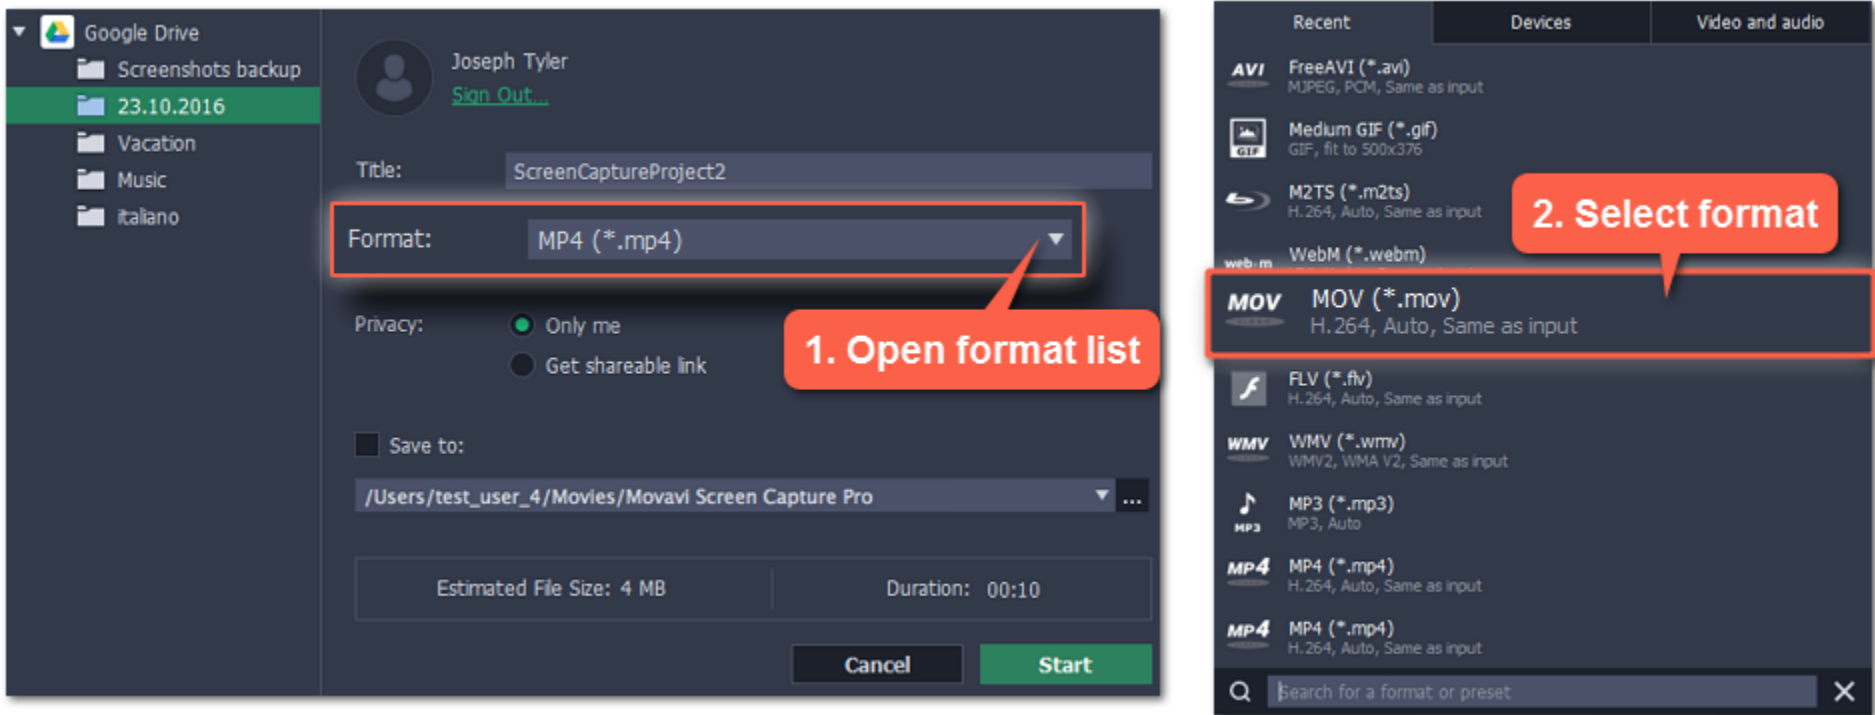 Google Drive
Screenshots backup
23.10.2016
Vacation
Music
italiano
Joseph Tyler
Sign Out...
Title: ScreenCaptureProject2
Format: MP4 (*.mp4)
1. Open format list
Privacy: Only me
Get shareable link
Save to:
/Users/test_user_4/Movies/Movavi Screen Capture Pro ...
Estimated File Size: 4 MB Duration: 00:10
Cancel Start
Recent Devices Video and audio
AVI FreeAVI (*.avi)
MJPEG, PCM, Same as input
GIF Medium GIF (*.gif)
GIF, fit to 500x376
M2TS (*.m2ts)
H.264, Auto, Same as input
2. Select format
web-m WebM (*.webm)
MOV MOV (*.mov)
H.264, Auto, Same as input
FLV (*.flv)
H.264, Auto, Same as input
WMV WMV (*.wmv)
WMV2, WMA V2, Same as input
MP3 MP3 (*.mp3)
MP3, Auto
MP4 MP4 (*.mp4)
H.264, Auto, Same as input
MP4 MP4 (*.mp4)
H.264, Auto, Same as input
Search for a format or preset